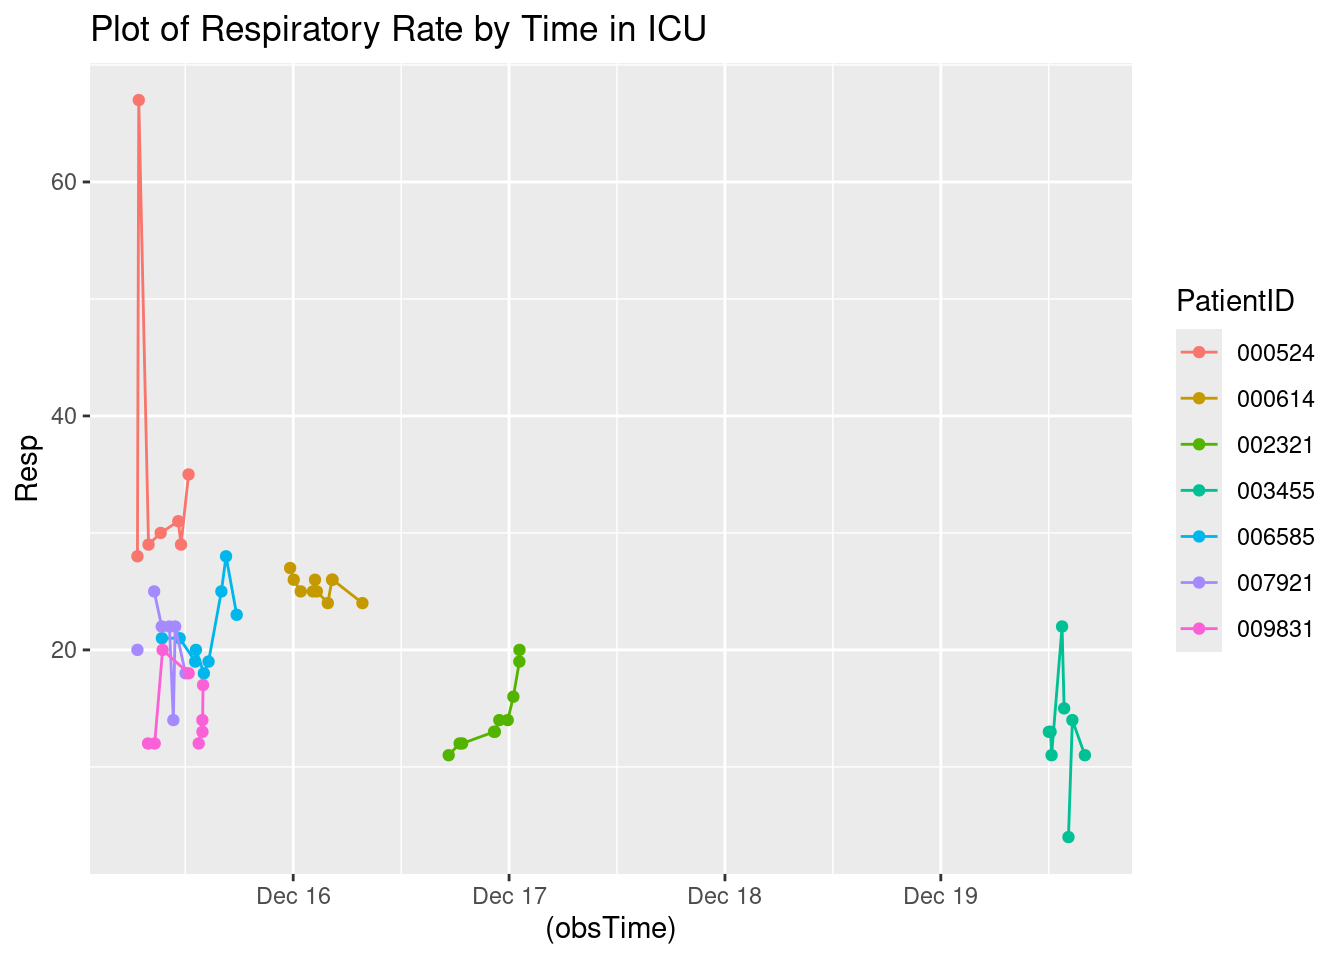 Plot of Respiratory Rate by Time in ICU
60
40
20
Resp
Dec 16
Dec 17
Dec 18
Dec 19
(obsTime)
PatientID
000524
000614
002321
003455
006585
007921
009831